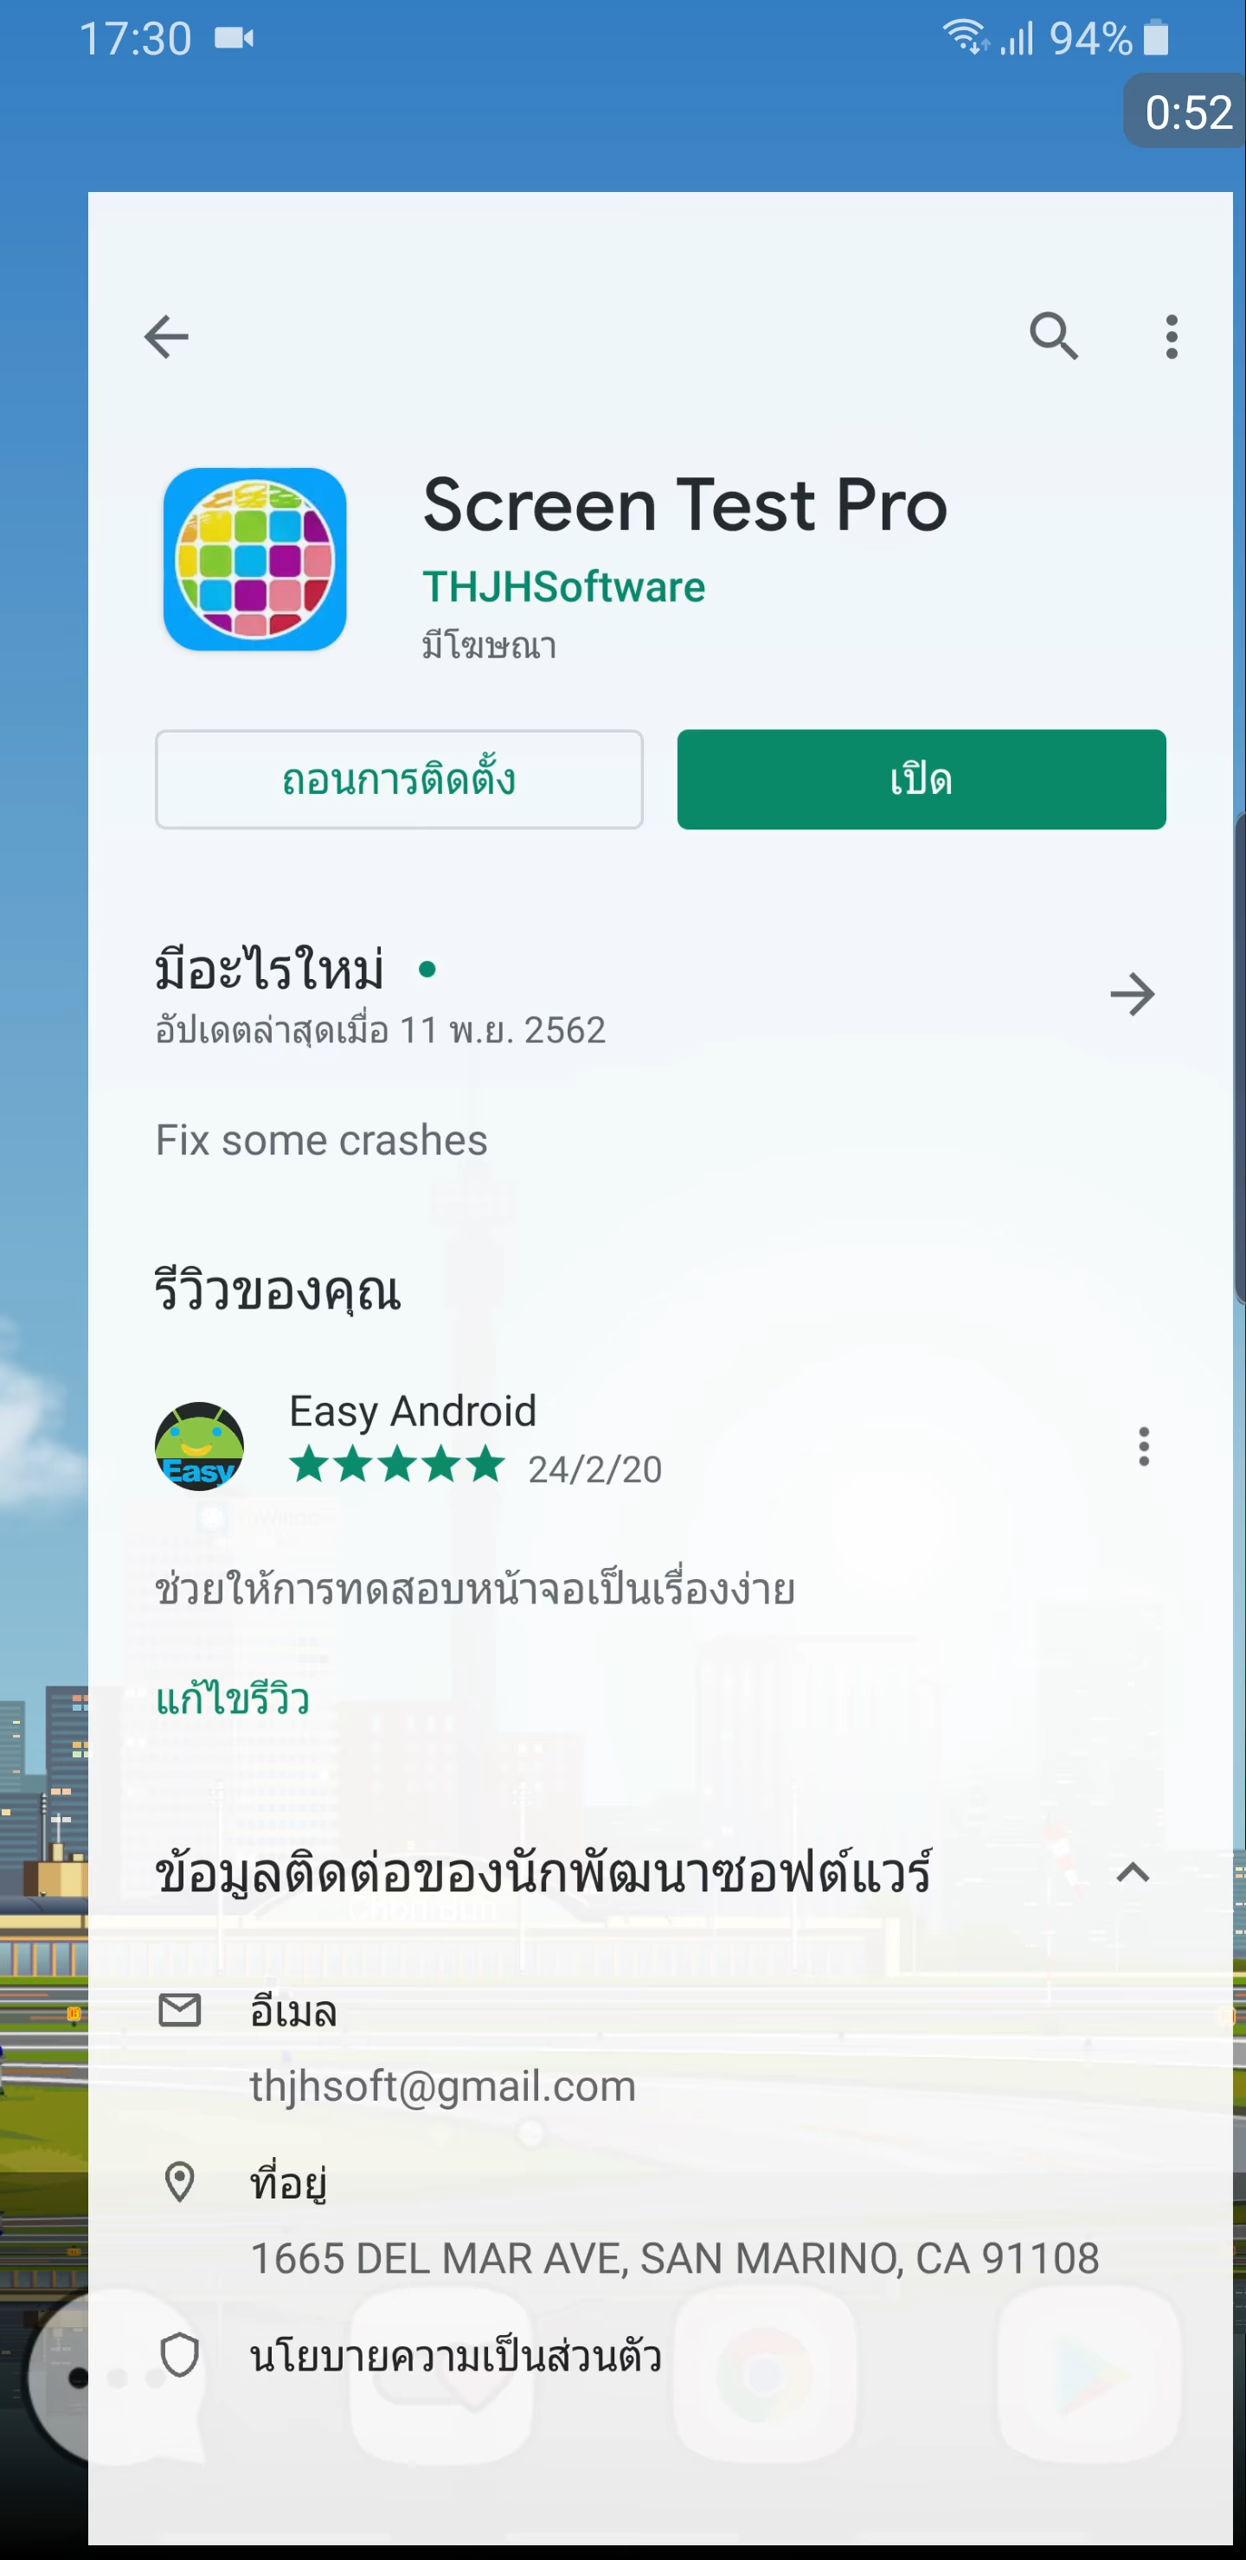 17:30
94%
0:52
Screen Test Pro
THJHSoftware
มีโฆษณา
ถอนการติดตั้ง
เปิด
มีอะไรใหม่
อัปเดตล่าสุดเมื่อ 11 พ.ย. 2562
Fix some crashes
รีวิวของคุณ
Easy Android
Easy
24/2/20
ช่วยให้การทดสอบหน้าจอเป็นเรื่องง่าย
แก้ไขรีวิว
ข้อมูลติดต่อของนักพัฒนาซอฟต์แวร์
อีเมล
thjhsoft@gmail.com
ที่อยู่
1665 DEL MAR AVE, SAN MARINO, CA 91108
นโยบายความเป็นส่วนตัว